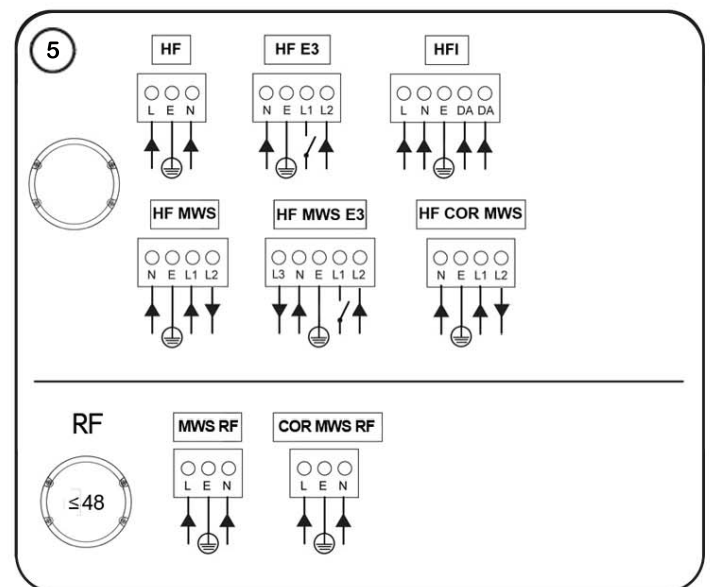 5
HF
HF E3
HFI
L E N
N E L1 L2
L N E DA DA
HF MWS
HF MWS E3
HF COR MWS
N E L1 L2
L3 N E L1 L2
N E L1 L2
RF
MWS RF
COR MWS RF
L E N
L E N
≤48